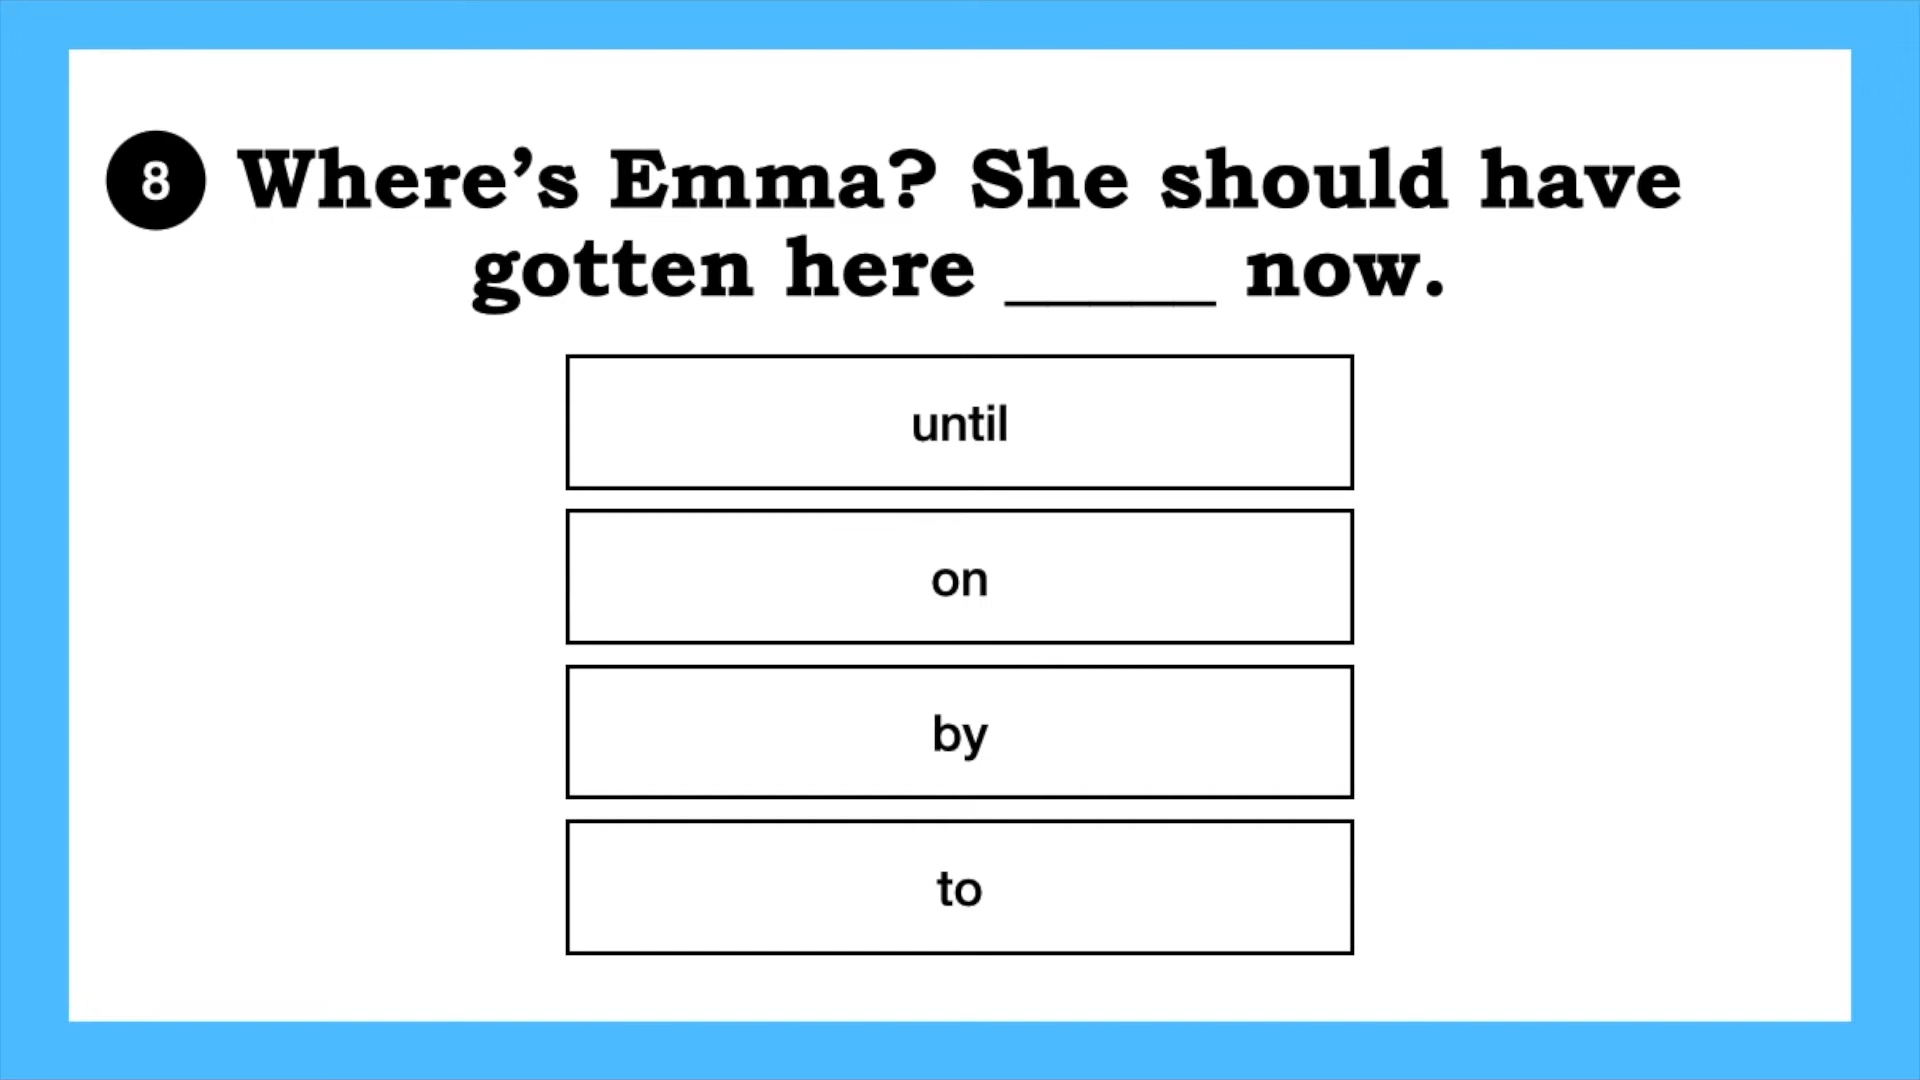 8 Where’s Emma? She should have
gotten here _____ now.
until
on
by
to